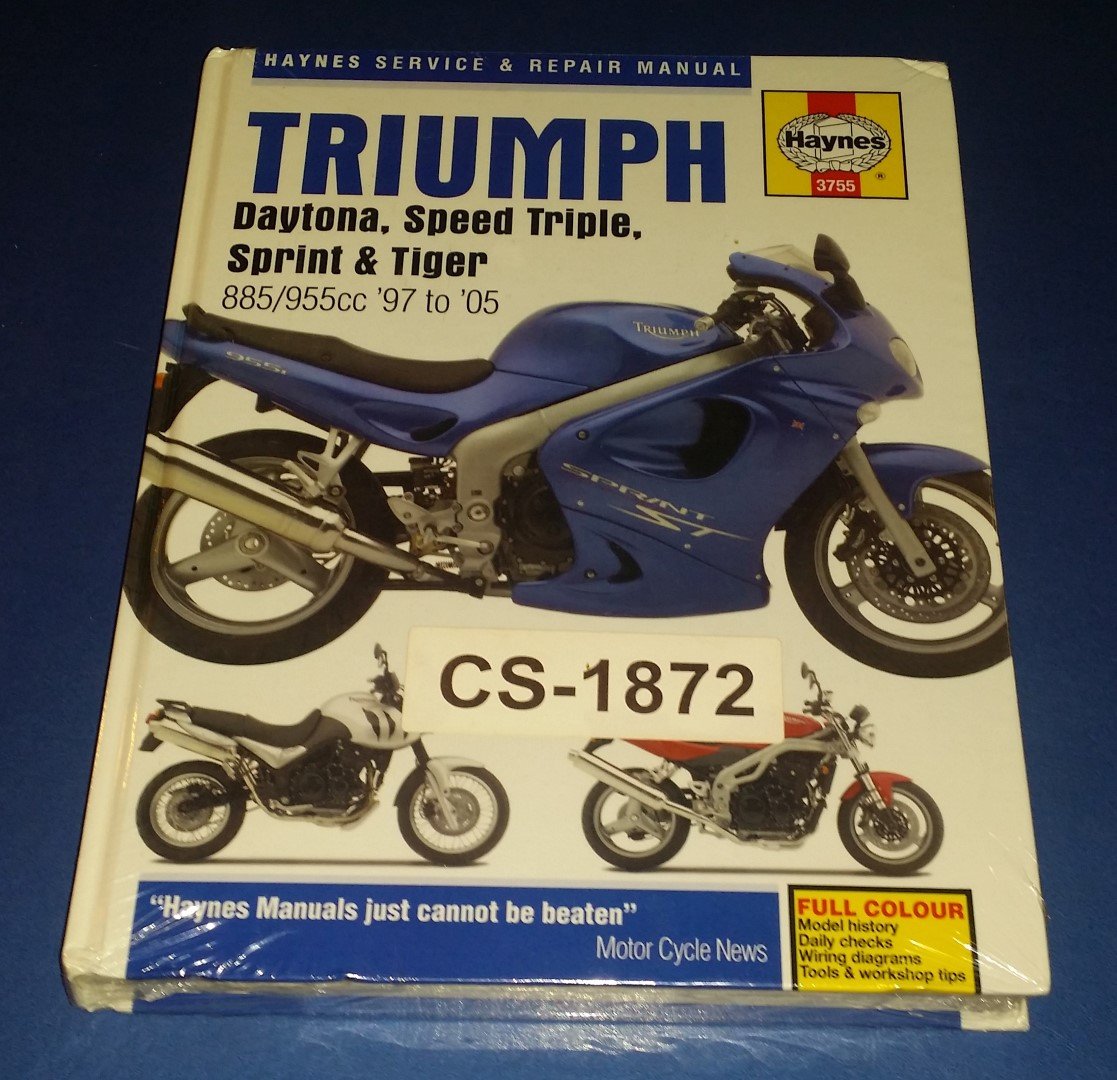 HAYNES SERVICE & REPAIR MANUAL
TRIUMPH
Haynes
®
3755
Daytona, Speed Triple,
Sprint & Tiger
885/955cc '97 to '05
TRIUMPH
955i
SPRINT
ST
CS-1872
"Haynes Manuals just cannot be beaten"
Motor Cycle News
FULL COLOUR
Model history
Daily checks
Wiring diagrams
Tools & workshop tips